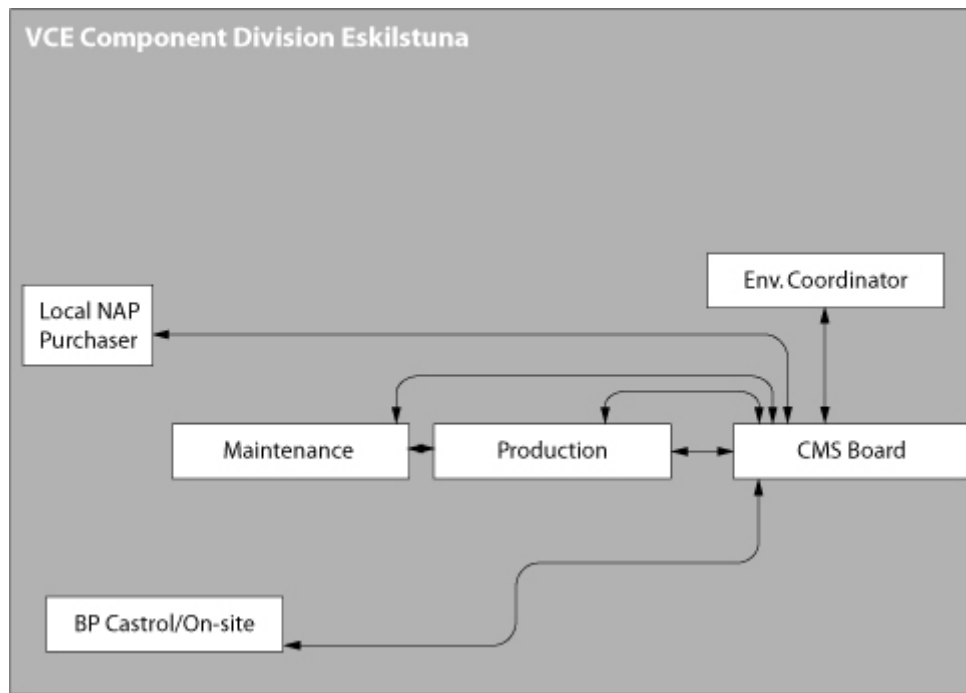 VCE Component Division Eskilstuna
Env. Coordinator
Local NAP
Purchaser
Maintenance
Production
CMS Board
BP Castrol/On-site